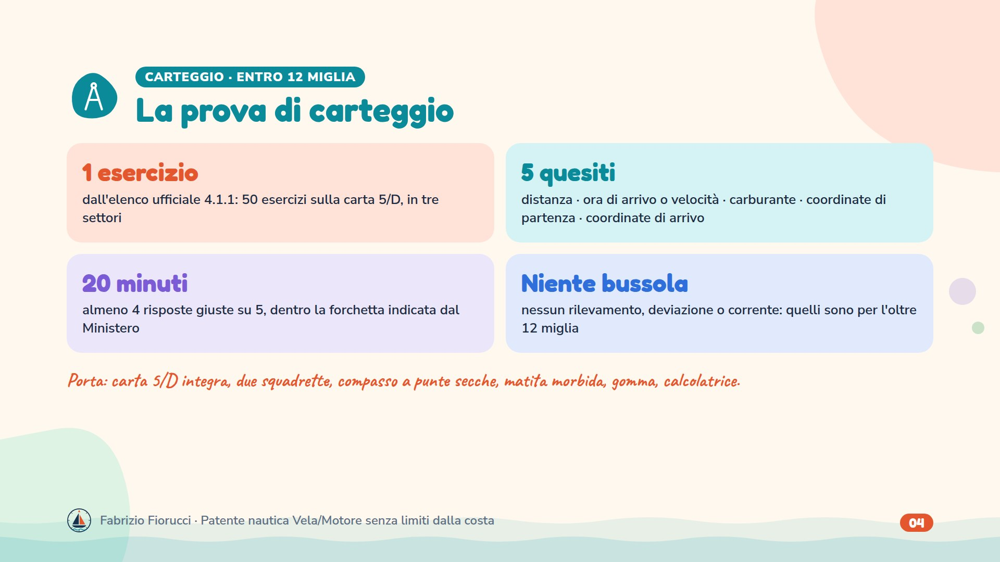 CARTEGGIO · ENTRO 12 MIGLIA
La prova di carteggio
1 esercizio
dall'elenco ufficiale 4.1.1: 50 esercizi sulla carta 5/D, in tre
settori
5 quesiti
distanza · ora di arrivo o velocità · carburante · coordinate di
partenza · coordinate di arrivo
20 minuti
almeno 4 risposte giuste su 5, dentro la forchetta indicata dal
Ministero
Niente bussola
nessun rilevamento, deviazione o corrente: quelli sono per l'oltre
12 miglia
Porta: carta 5/D integra, due squadrette, compasso a punte secche, matita morbida, gomma, calcolatrice.
Fabrizio Fiorucci · Patente nautica Vela/Motore senza limiti dalla costa
04